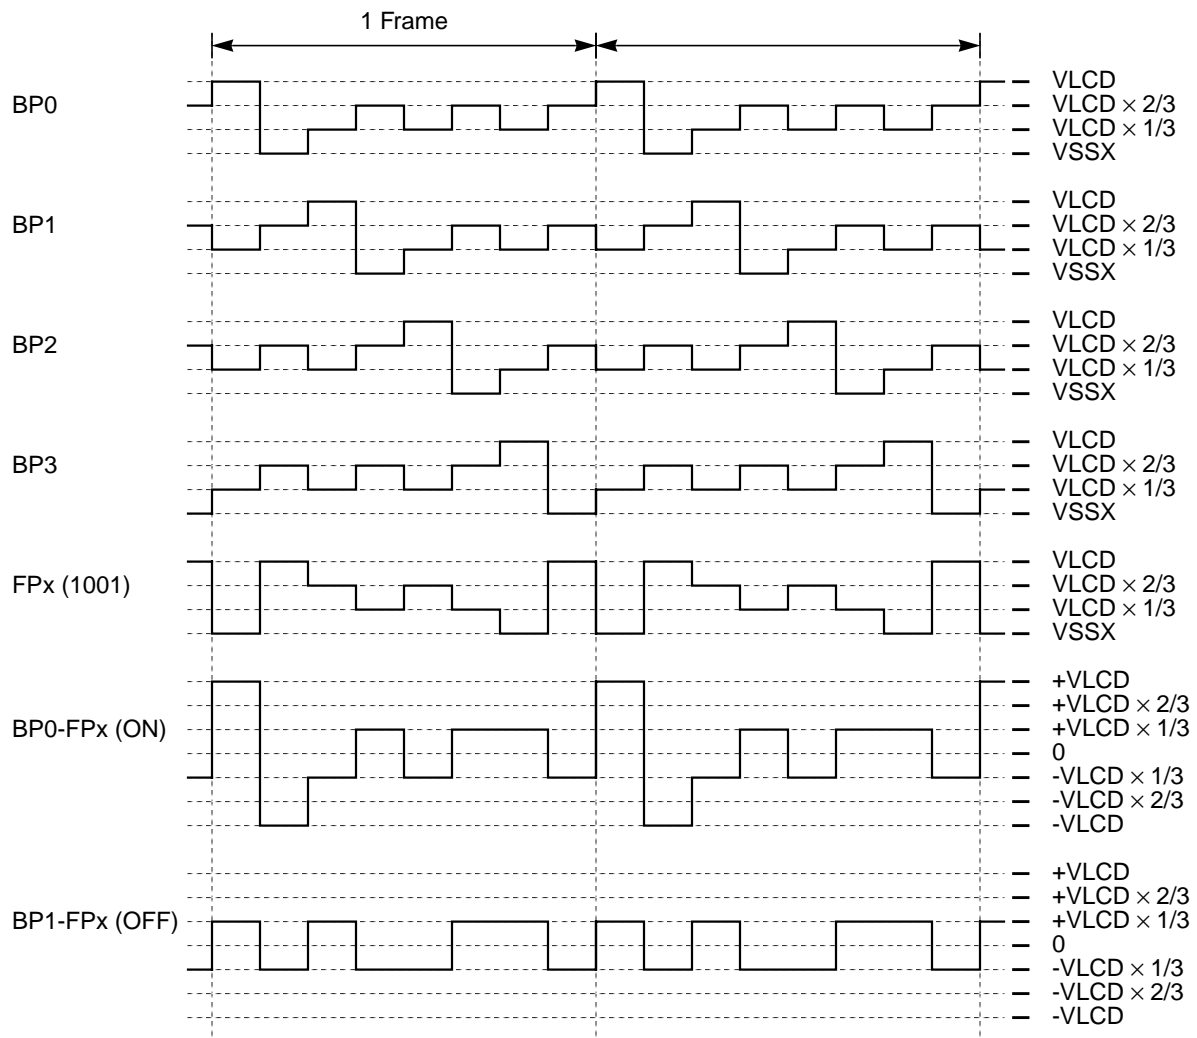 1 Frame
BP0
VLCD
VLCD × 2/3
VLCD × 1/3
VSSX
BP1
VLCD
VLCD × 2/3
VLCD × 1/3
VSSX
BP2
VLCD
VLCD × 2/3
VLCD × 1/3
VSSX
BP3
VLCD
VLCD × 2/3
VLCD × 1/3
VSSX
FPx (1001)
VLCD
VLCD × 2/3
VLCD × 1/3
VSSX
BP0-FPx (ON)
+VLCD
+VLCD × 2/3
+VLCD × 1/3
0
-VLCD × 1/3
-VLCD × 2/3
-VLCD
BP1-FPx (OFF)
+VLCD
+VLCD × 2/3
+VLCD × 1/3
0
-VLCD × 1/3
-VLCD × 2/3
-VLCD